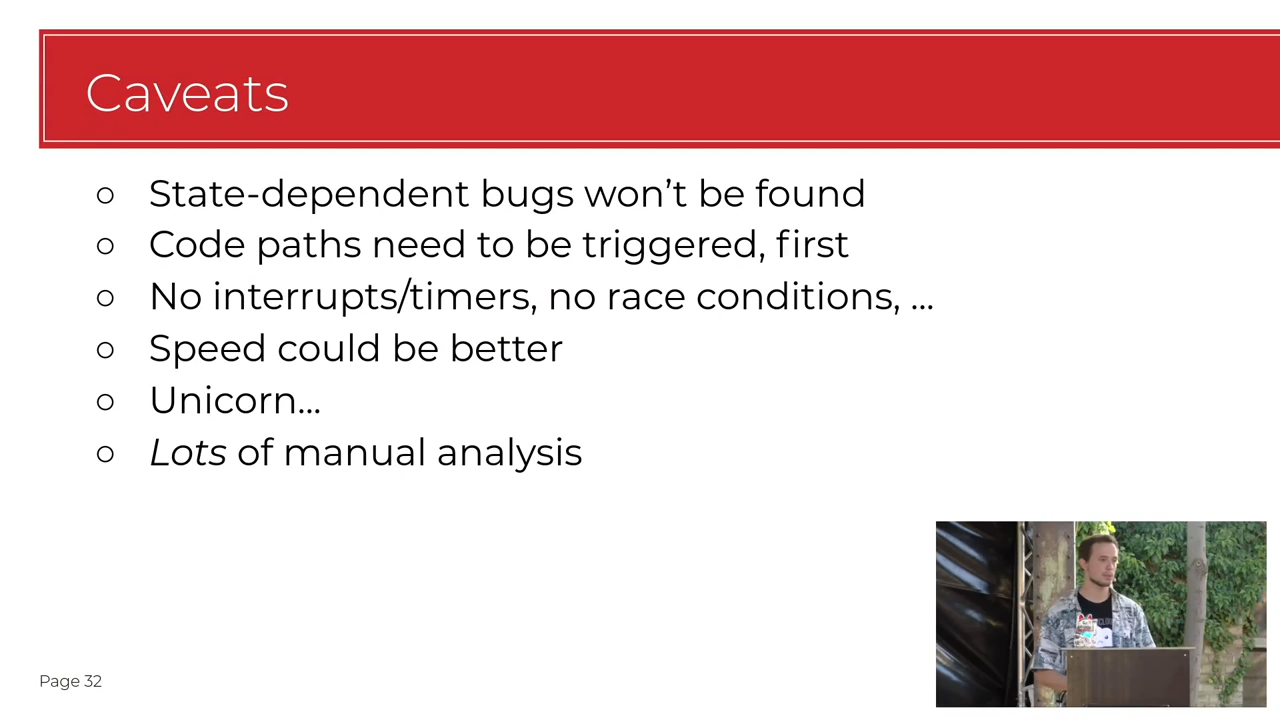 Caveats
○ State-dependent bugs won’t be found
○ Code paths need to be triggered, first
○ No interrupts/timers, no race conditions, ...
○ Speed could be better
○ Unicorn...
○ Lots of manual analysis
Page 32